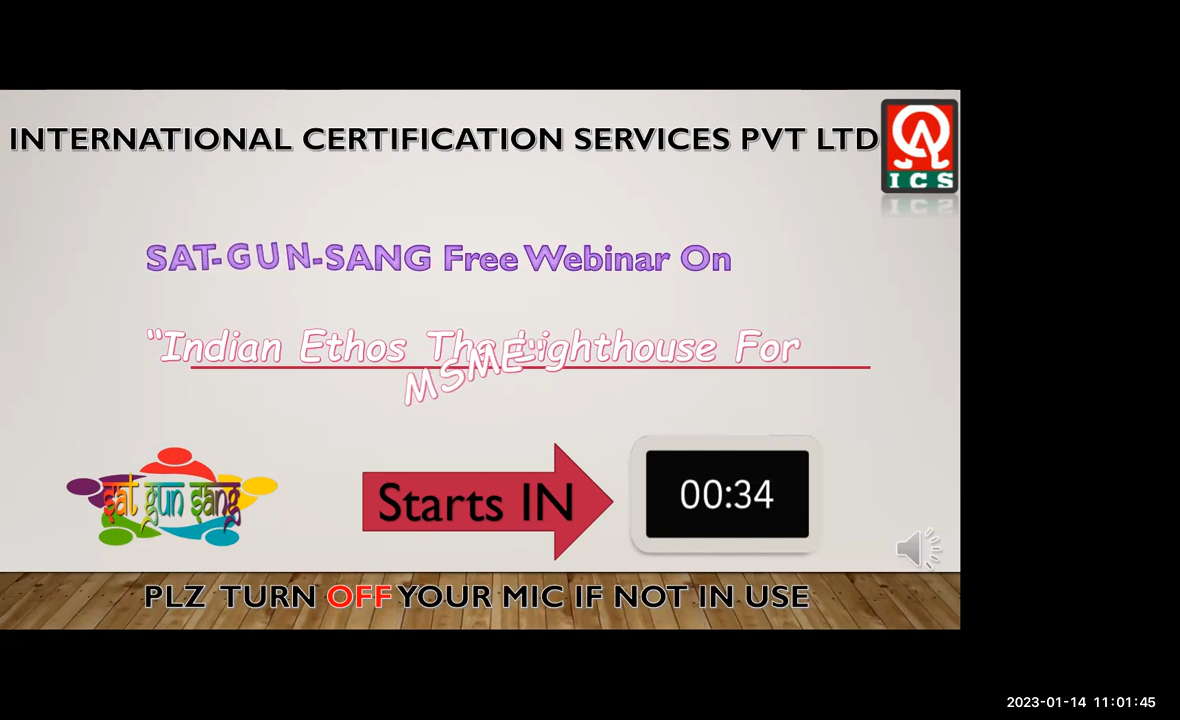 INTERNATIONAL CERTIFICATION SERVICES PVT LTD
ICS
SAT-GUN-SANG Free Webinar On
"Indian Ethos The Lighthouse For
MSME"
sat gun sang
Starts IN
00:34
PLZ TURN OFF YOUR MIC IF NOT IN USE
2023-01-14 11:01:45